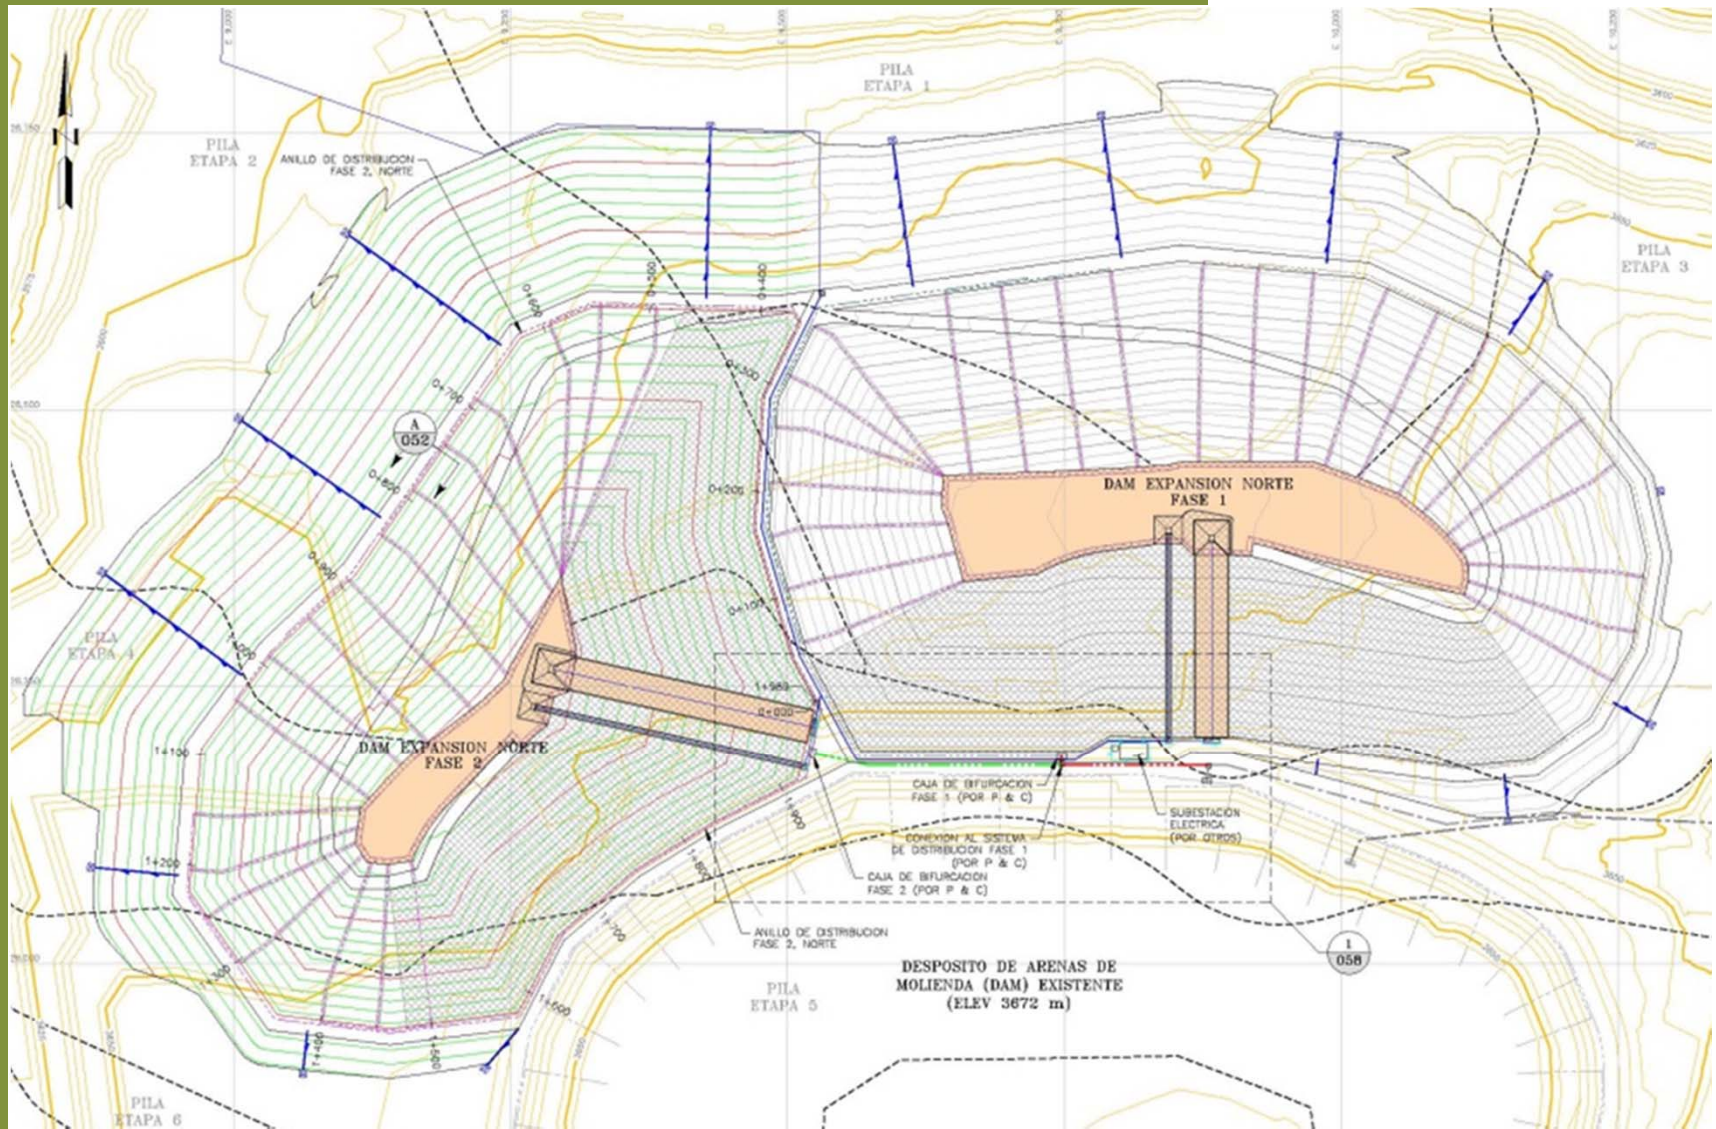 PILA
ETAPA 1
PILA
ETAPA 2
ANILLO DE DISTRIBUCION
FASE 2, NORTE
PILA
ETAPA 3
N
0+600
0+500
0+400
0+300
0+700
A
052
0+800
0+900
DAM EXPANSION NORTE
FASE 1
0+100
PILA
ETAPA 4
1+000
1+100
DAM EXPANSION NORTE
FASE 2
1+200
1+300
1+400
1+500
1+600
1+700
1+800
1+900
0+000
CAJA DE BIFURCACION
FASE 1 (POR P & C)
CONEXION AL SISTEMA
DE DISTRIBUCION FASE 1
(POR P & C)
SUBESTACION
ELECTRICA
(POR OTROS)
CAJA DE BIFURCACION
FASE 2 (POR P & C)
ANILLO DE DISTRIBUCION
FASE 2, NORTE
1
058
DESPOSITO DE ARENAS DE
MOLIENDA (DAM) EXISTENTE
(ELEV 3672 m)
PILA
ETAPA 5
PILA
ETAPA 6